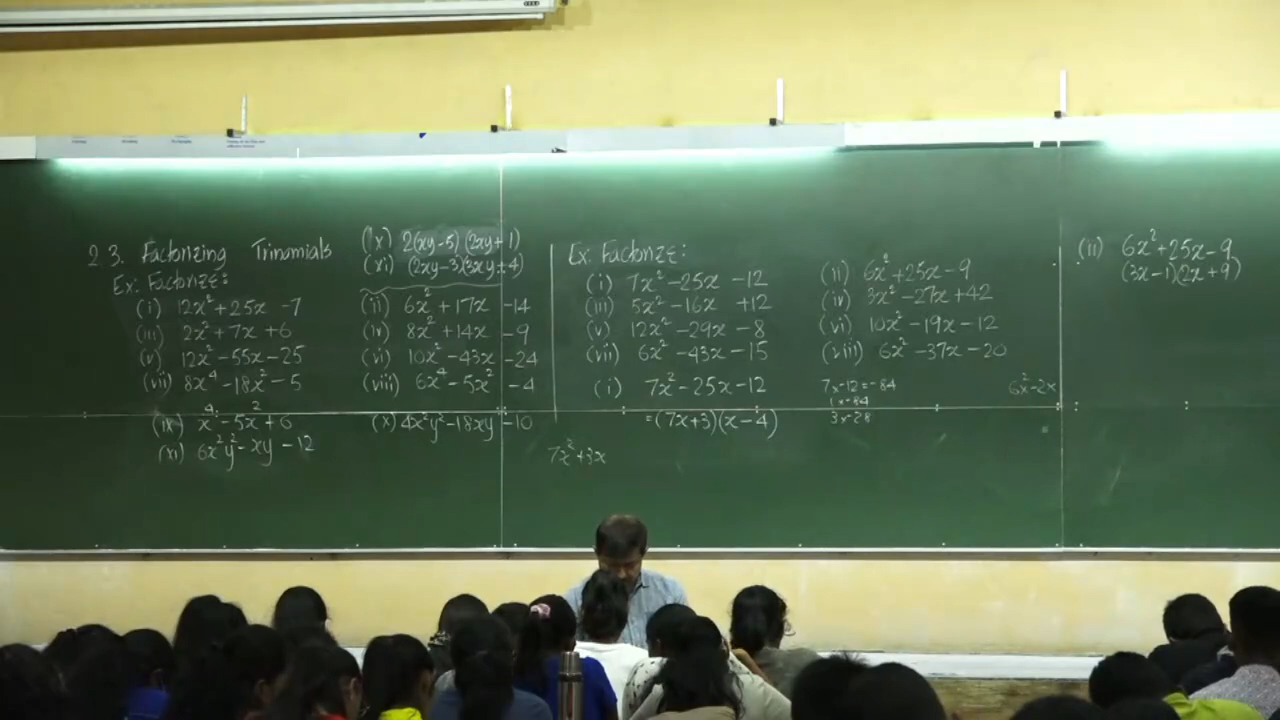 2.3. Factorizing Trinomials
Ex: Factorize:
(i) 12x² + 25x - 7
(iii) 2x² + 7x + 6
(v) 12x² - 55x - 25
(vii) 8x⁴ - 18x² - 5
(ix) x⁴ - 5x² + 6
(xi) 6x²y² - xy - 12
(ix) 2(xy-5)(2xy+1)
(xi) (2xy-3)(3xy+4)
(ii) 6x² + 17x - 14
(iv) 8x² + 14x - 9
(vi) 10x² - 43x - 24
(viii) 6x⁴ - 5x² - 4
(x) 4x²y² - 18xy - 10
Ex: Factorize:
(i) 7x² - 25x - 12
(iii) 5x² - 16x + 12
(v) 12x² - 29x - 8
(vii) 6x² - 43x - 15
(ii) 6x² + 25x - 9
(iv) 3x² - 27x + 42
(vi) 10x² - 19x - 12
(viii) 6x² - 37x - 20
(i) 7x² - 25x - 12
= (7x+3)(x-4)
7x² + 3x
7x-12 = -84
1x-84
3x-28
6x² - 2x
(ii) 6x² + 25x - 9
(3x-1)(2x+9)